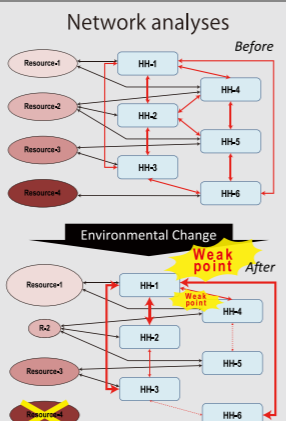 Network analyses
Before
Resource-1
HH-1
HH-4
Resource-2
HH-2
HH-5
Resource-3
HH-3
Resource-4
HH-6
Environmental Change
Weak
point
After
Resource-1
HH-1
Weak
point
HH-4
R-2
HH-2
HH-5
Resource-3
HH-3
Resource-4
HH-6